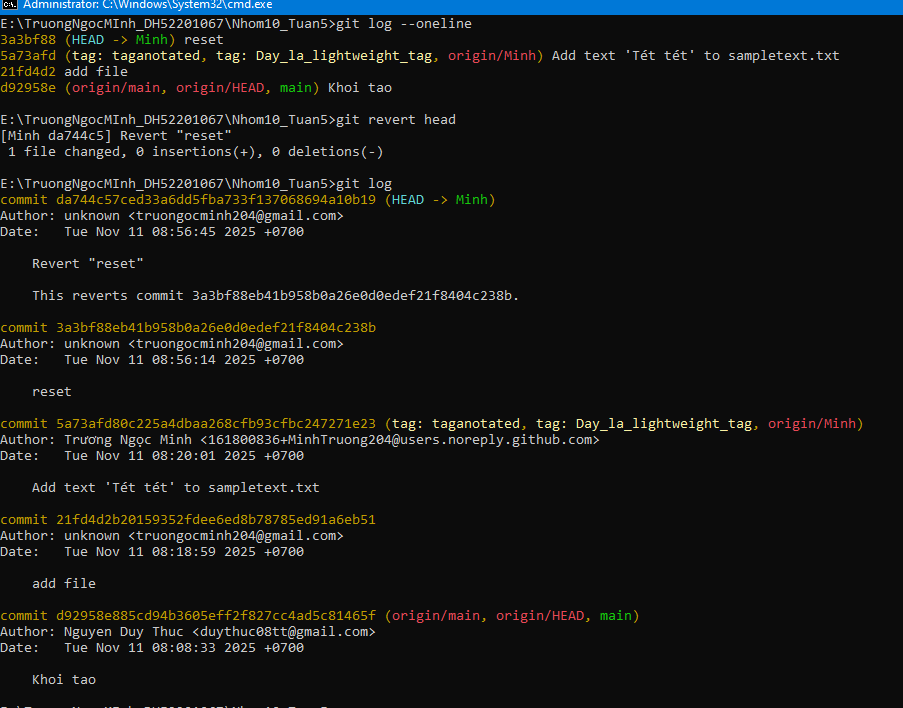 Administrator: C:\Windows\System32\cmd.exe
E:\TruongNgocMInh_DH52201067\Nhom10_Tuan5>git log --oneline
3a3bf88 (HEAD -> Minh) reset
5a73afd (tag: taganotated, tag: Day_la_lightweight_tag, origin/Minh) Add text 'Tét tét' to sampletext.txt
21fd4d2 add file
d92958e (origin/main, origin/HEAD, main) Khoi tao
E:\TruongNgocMInh_DH52201067\Nhom10_Tuan5>git revert head
[Minh da744c5] Revert "reset"
1 file changed, 0 insertions(+), 0 deletions(-)
E:\TruongNgocMInh_DH52201067\Nhom10_Tuan5>git log
commit da744c57ced33a6dd5fba733f137068694a10b19 (HEAD -> Minh)
Author: unknown <truongocminh204@gmail.com>
Date:   Tue Nov 11 08:56:45 2025 +0700
Revert "reset"
This reverts commit 3a3bf88eb41b958b0a26e0d0edef21f8404c238b.
commit 3a3bf88eb41b958b0a26e0d0edef21f8404c238b
Author: unknown <truongocminh204@gmail.com>
Date:   Tue Nov 11 08:56:14 2025 +0700
reset
commit 5a73afd80c225a4dbaa268cfb93cfbc247271e23 (tag: taganotated, tag: Day_la_lightweight_tag, origin/Minh)
Author: Trương Ngọc Minh <161800836+MinhTruong204@users.noreply.github.com>
Date:   Tue Nov 11 08:20:01 2025 +0700
Add text 'Tét tét' to sampletext.txt
commit 21fd4d2b20159352fdee6ed8b78785ed91a6eb51
Author: unknown <truongocminh204@gmail.com>
Date:   Tue Nov 11 08:18:59 2025 +0700
add file
commit d92958e885cd94b3605eff2f827cc4ad5c81465f (origin/main, origin/HEAD, main)
Author: Nguyen Duy Thuc <duythuc08tt@gmail.com>
Date:   Tue Nov 11 08:08:33 2025 +0700
Khoi tao